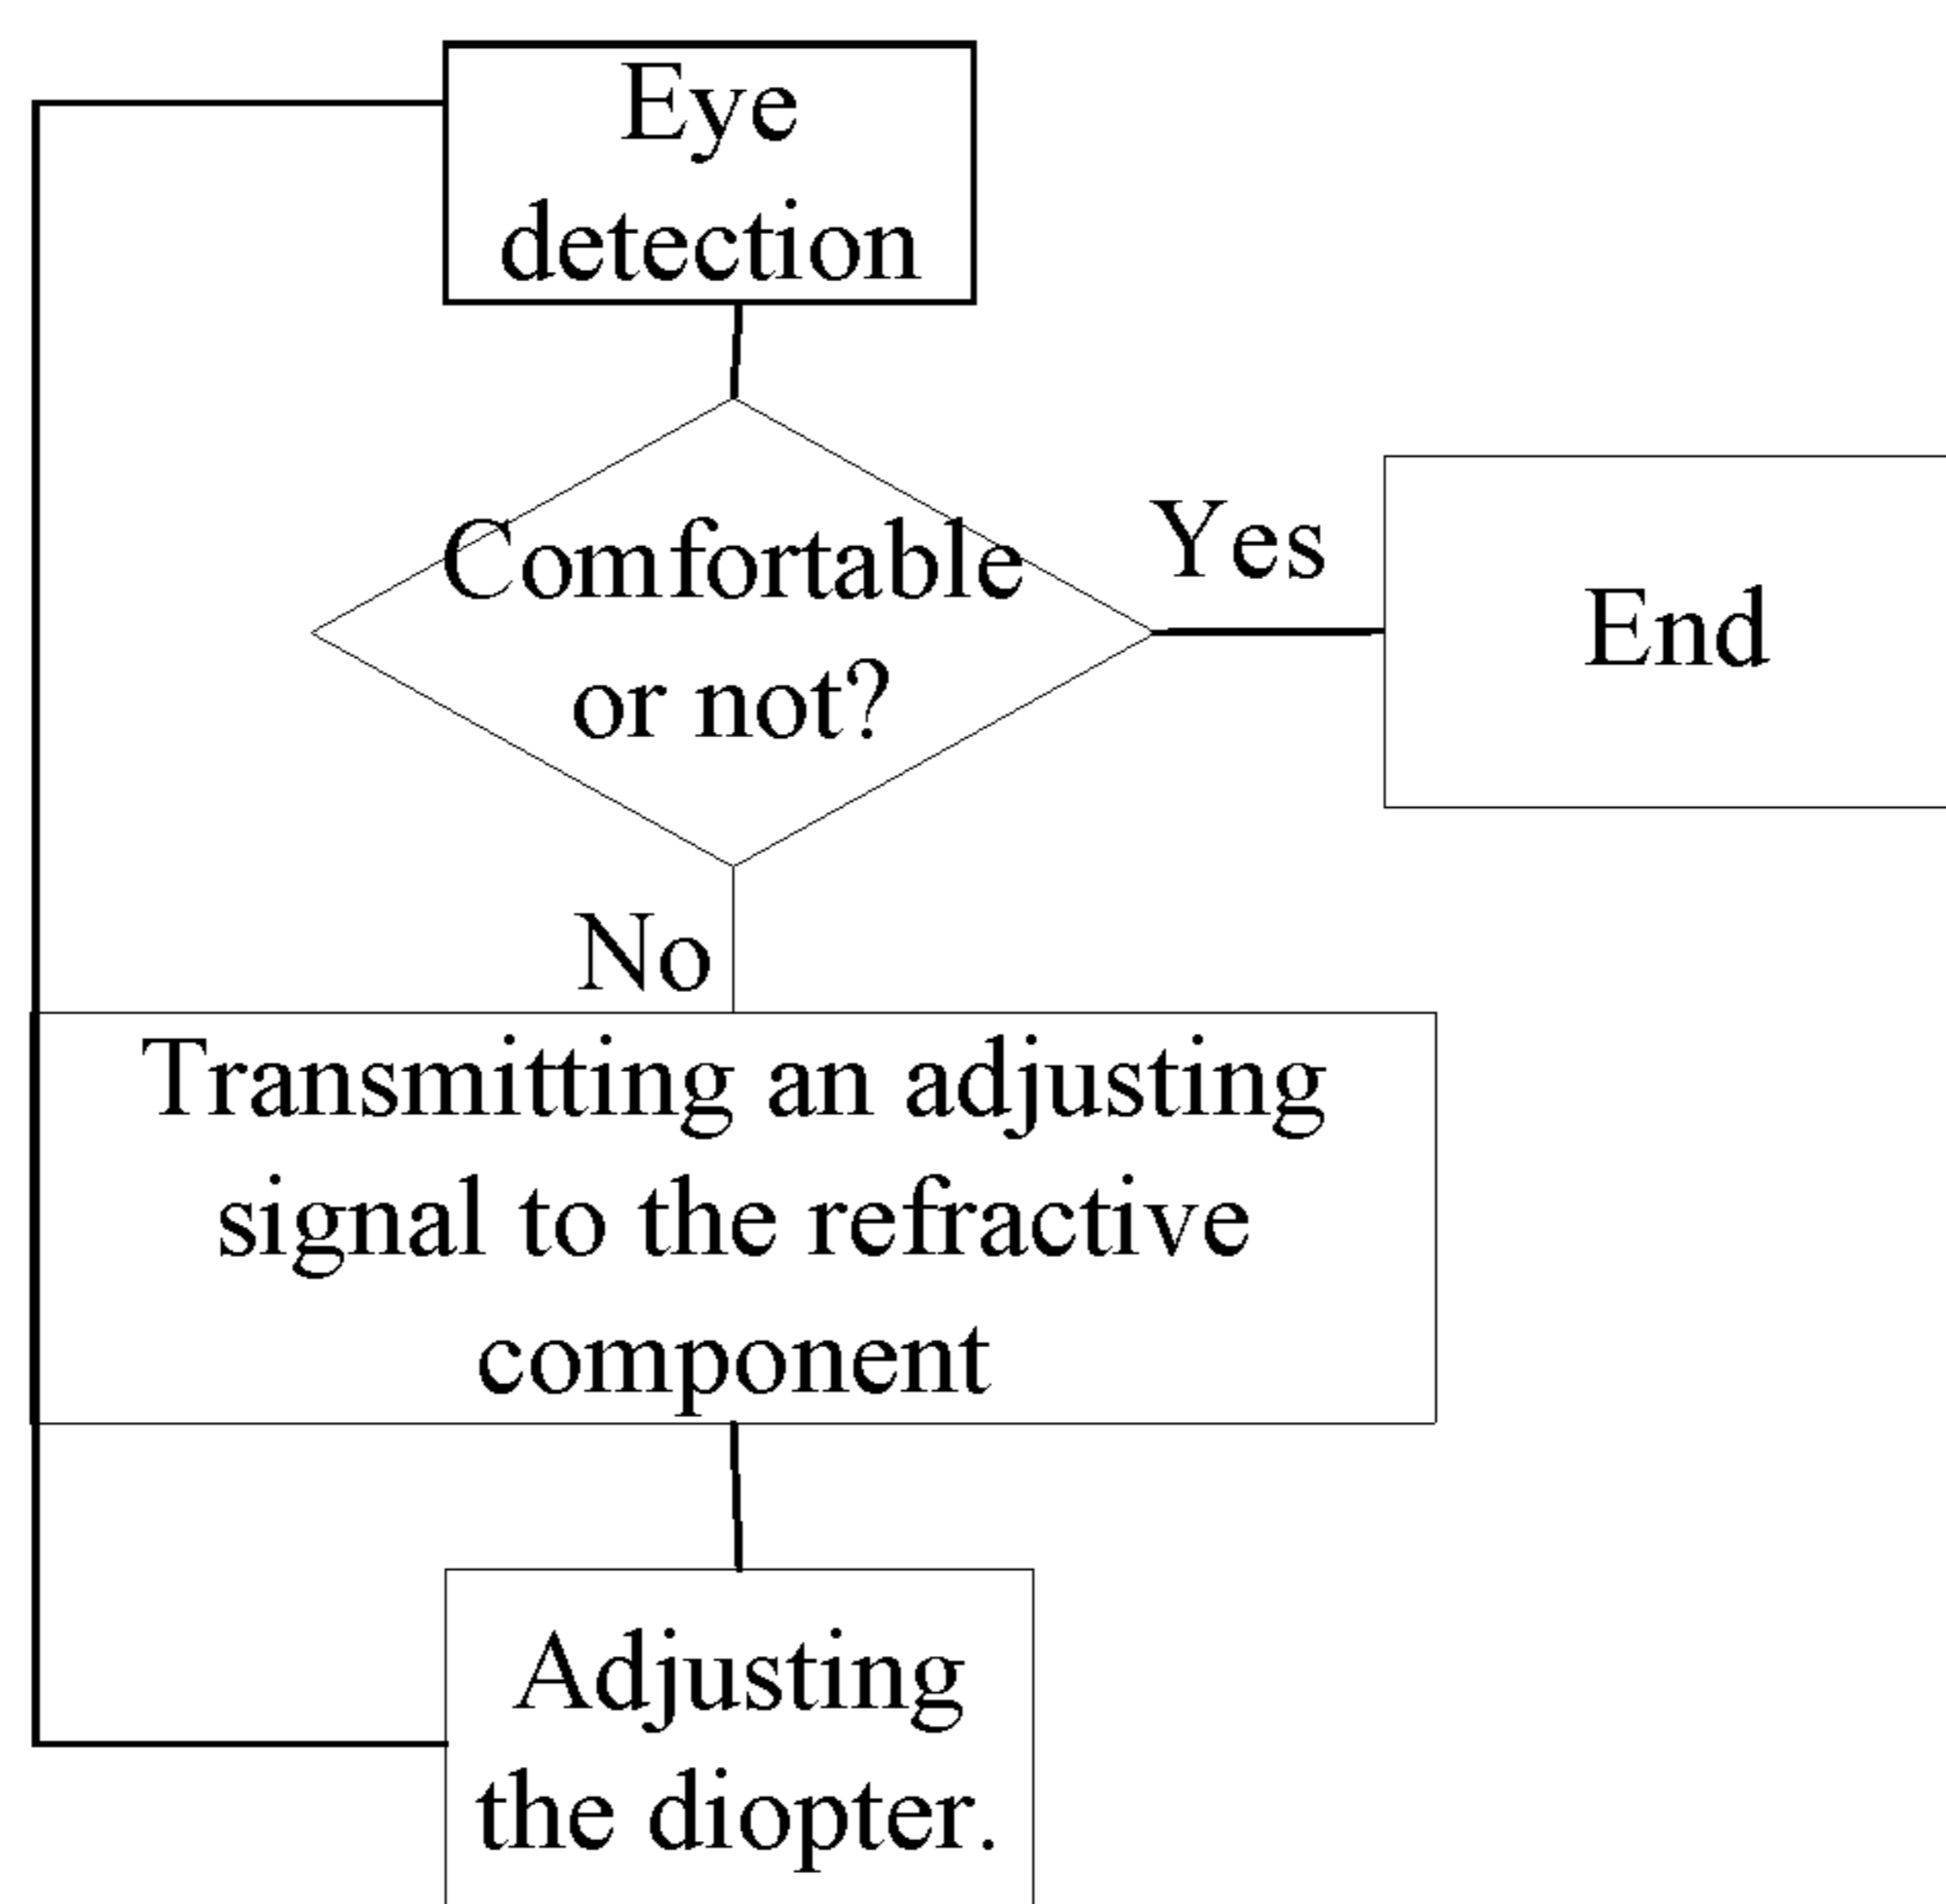 Eye
detection
Comfortable
or not?
Yes
End
No
Transmitting an adjusting
signal to the refractive
component
Adjusting
the diopter.